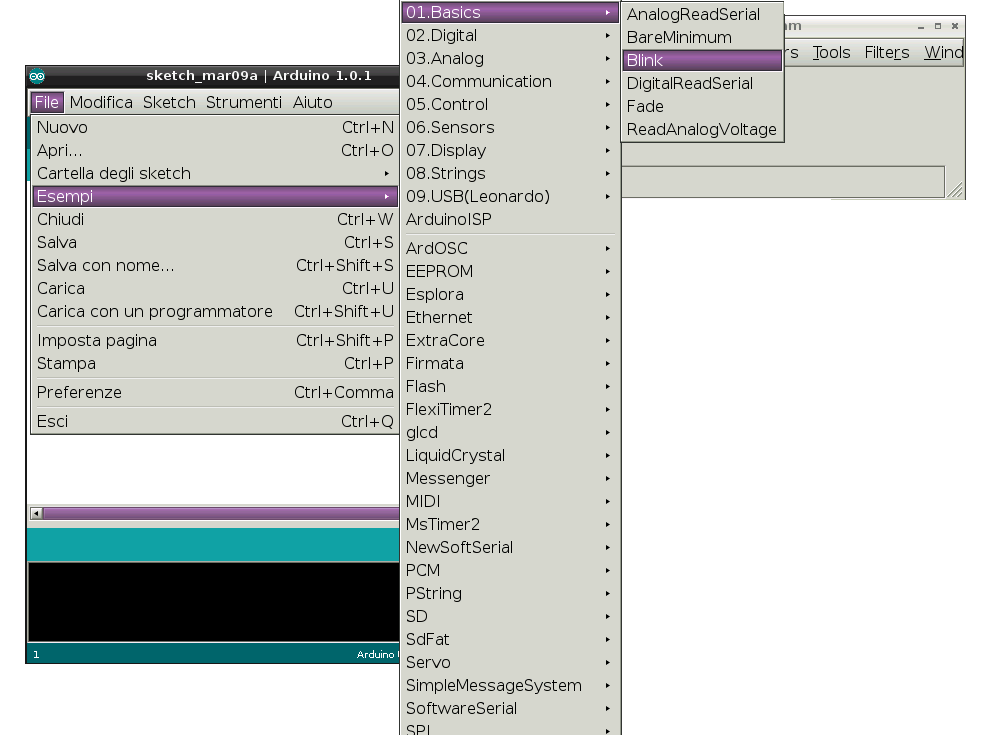 sketch_mar09a | Arduino 1.0.1
File Modifica Sketch Strumenti Aiuto
Nuovo Ctrl+N
Apri... Ctrl+O
Cartella degli sketch
Esempi
Chiudi Ctrl+W
Salva Ctrl+S
Salva con nome... Ctrl+Shift+S
Carica Ctrl+U
Carica con un programmatore Ctrl+Shift+U
Imposta pagina Ctrl+Shift+P
Stampa Ctrl+P
Preferenze Ctrl+Comma
Esci Ctrl+Q
1
Arduino
01.Basics
02.Digital
03.Analog
04.Communication
05.Control
06.Sensors
07.Display
08.Strings
09.USB(Leonardo)
ArduinoISP
ArdOSC
EEPROM
Esplora
Ethernet
ExtraCore
Firmata
Flash
FlexiTimer2
glcd
LiquidCrystal
Messenger
MIDI
MsTimer2
NewSoftSerial
PCM
PString
SD
SdFat
Servo
SimpleMessageSystem
SoftwareSerial
SPI
AnalogReadSerial
BareMinimum
Blink
DigitalReadSerial
Fade
ReadAnalogVoltage
m
rs Tools Filters Wind